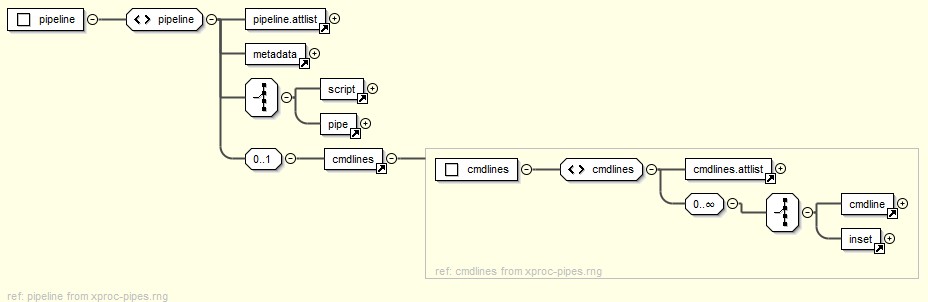 pipeline
pipeline
pipeline.attlist
metadata
script
pipe
0..1
cmdlines
cmdlines
cmdlines
cmdlines.attlist
0..∞
cmdline
inset
ref: cmdlines from xproc-pipes.rng
ref: pipeline from xproc-pipes.rng